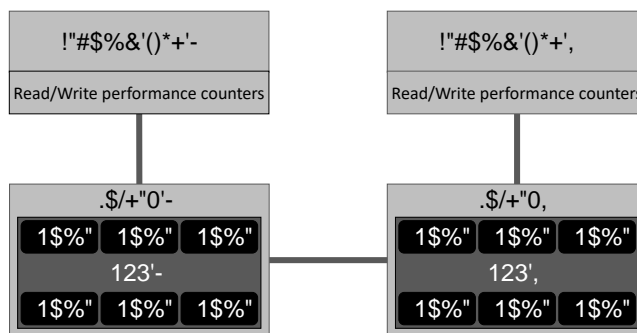 !"#$%&'()*+'-
!"#$%&'()*+',
Read/Write performance counters
Read/Write performance counters
.$/+"0'-
.$/+"0,
1$%" 1$%" 1$%"
1$%" 1$%" 1$%"
123'-
123',
1$%" 1$%" 1$%"
1$%" 1$%" 1$%"